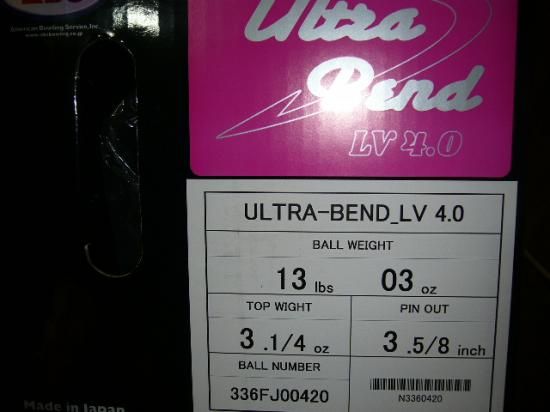 American Bowling Service, Inc.
Ultra
Bend
LV 4.0
ULTRA-BEND_LV 4.0
BALL WEIGHT
13 lbs 03 oz
TOP WIGHT PIN OUT
3 .1/4 oz 3 .5/8 inch
BALL NUMBER
336FJ00420 N3360420
Made in Japan